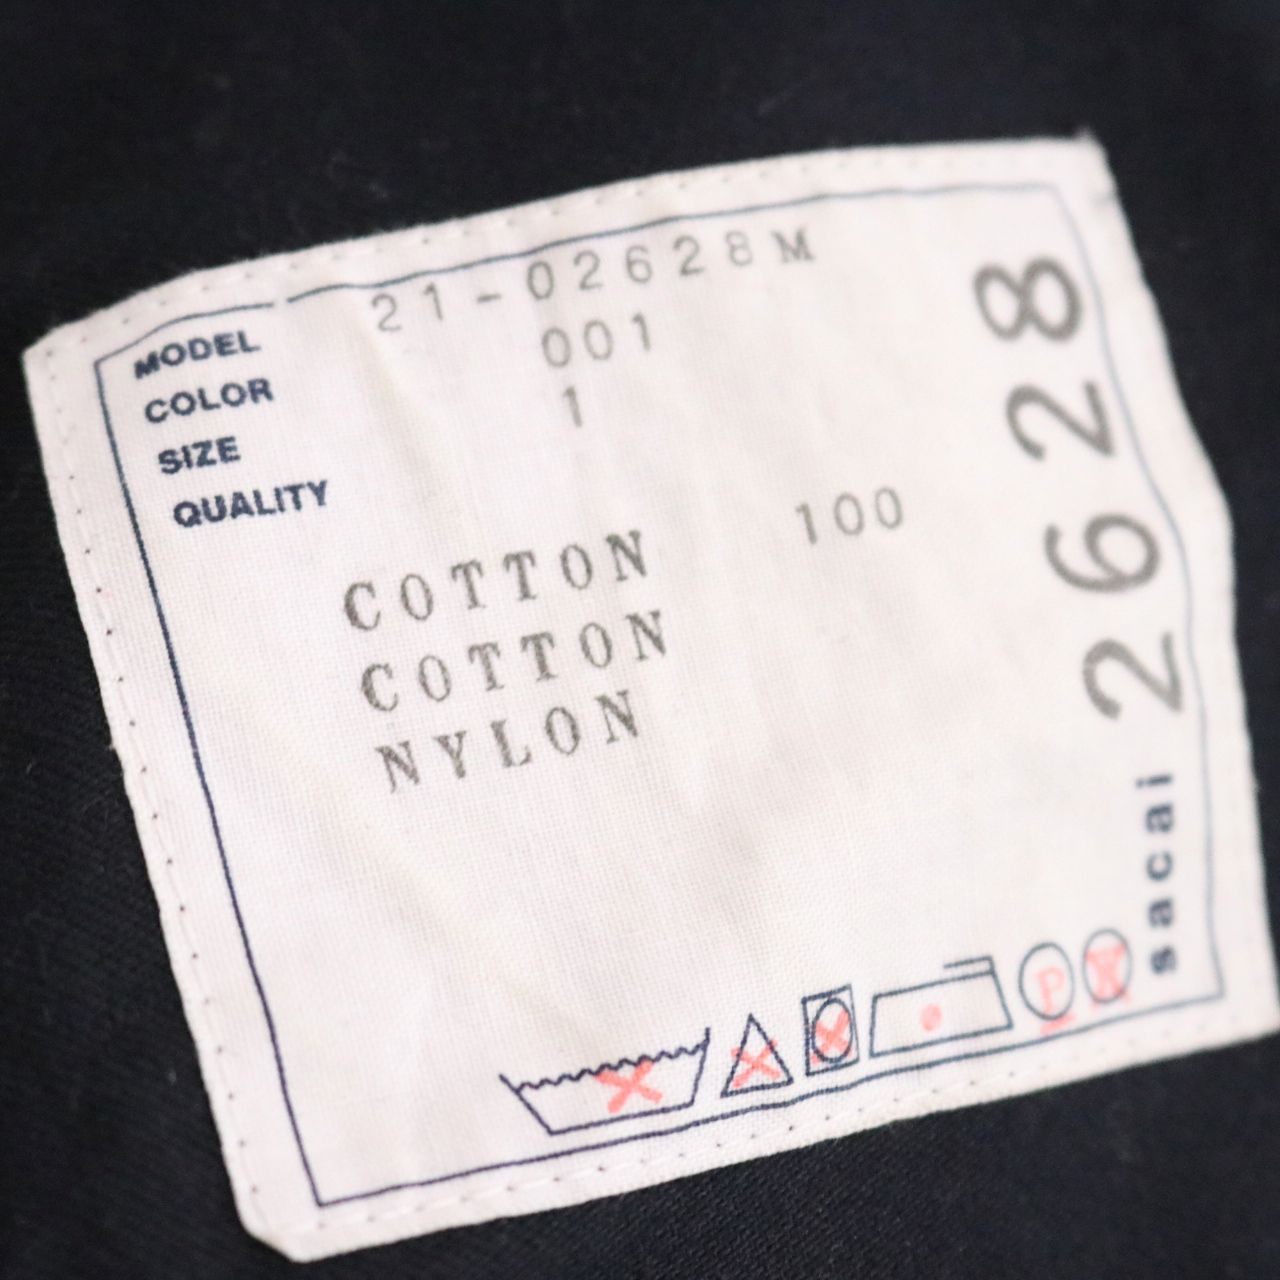 MODEL 21-02628M
COLOR 001
SIZE 1
QUALITY
COTTON 100
COTTON
NYLON
2628
sacai
P